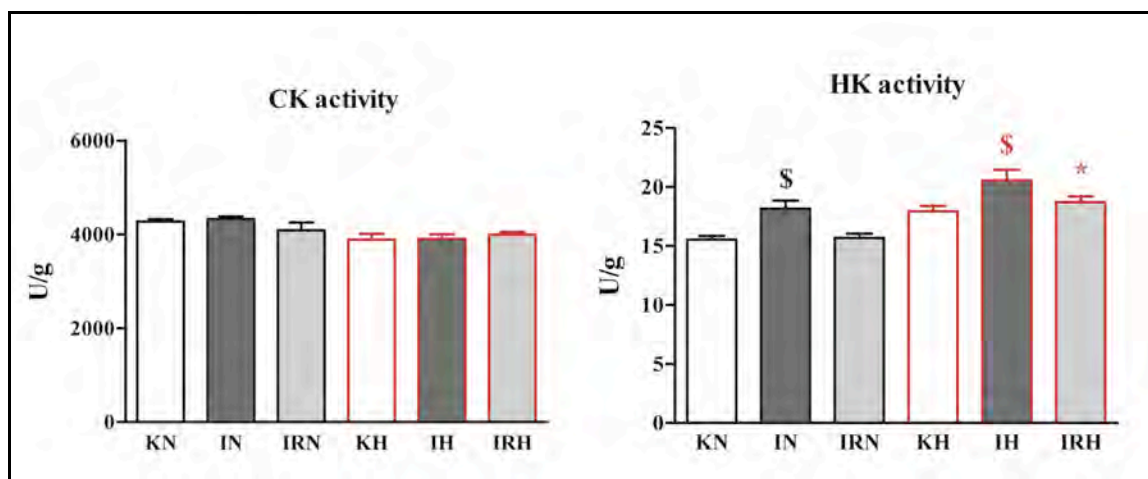 CK activity
6000
4000
2000
0
U/g
KN IN IRN KH IH IRH
HK activity
25
20
15
10
5
0
U/g
$
$
*
KN IN IRN KH IH IRH